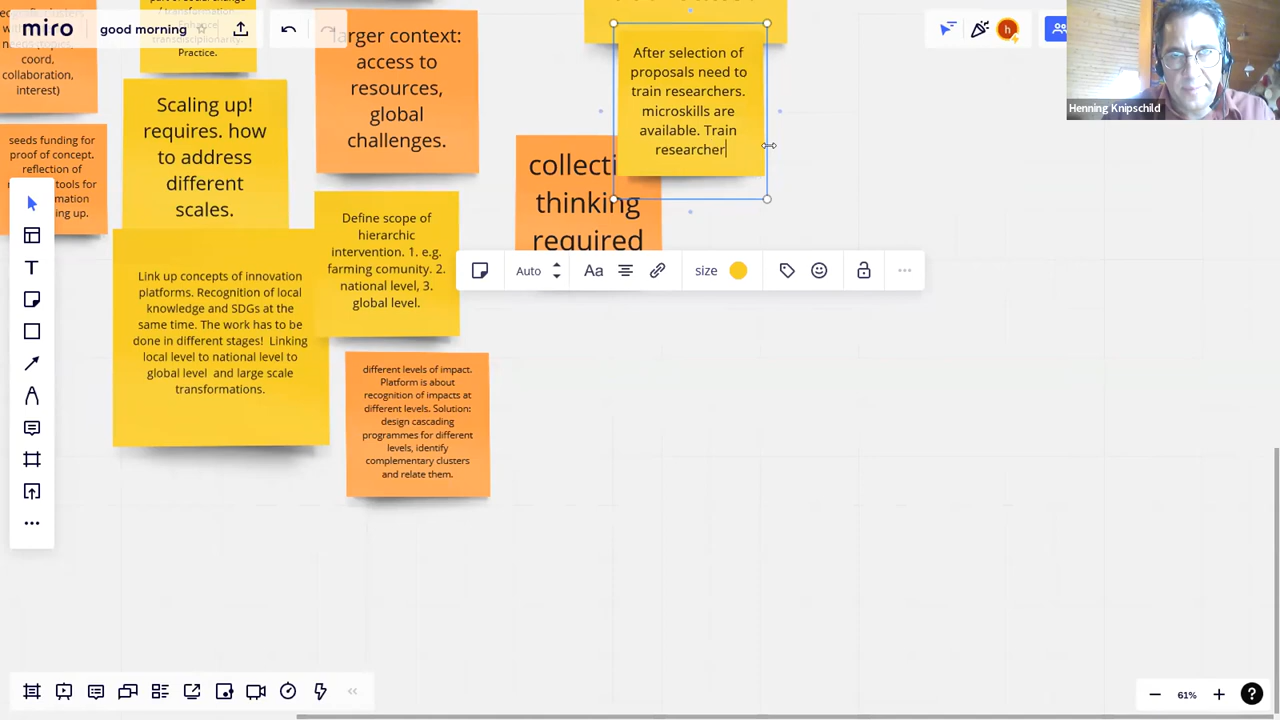 miro
good morning
coord,
collaboration,
interest)
transdisciplinarity.
Practice.
seeds funding for
proof of concept.
reflection of
tools for
Scaling up!
requires. how
to address
different
scales.
larger context:
access to
resources,
global
challenges.
Define scope of
hierarchic
intervention. 1. e.g.
farming comunity. 2.
national level, 3.
global level.
Link up concepts of innovation
platforms. Recognition of local
knowledge and SDGs at the
same time. The work has to be
done in different stages! Linking
local level to national level to
global level and large scale
transformations.
different levels of impact.
Platform is about
recognition of impacts at
different levels. Solution:
design cascading
programmes for different
levels, identify
complementary clusters
and relate them.
After selection of
proposals need to
train researchers.
microskills are
available. Train
researcher
thinking
required
Auto
Aa
size
h
Henning Knipschild
61%